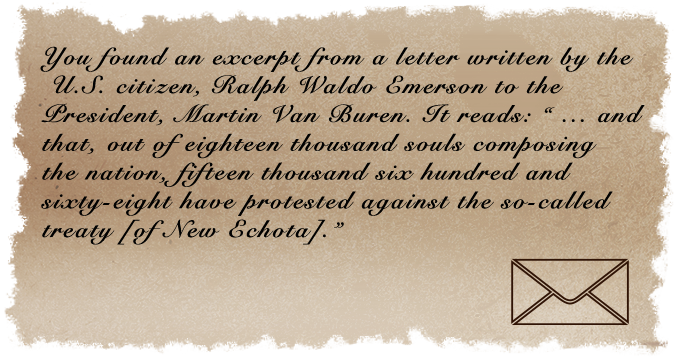 You found an excerpt from a letter written by the
U.S. citizen, Ralph Waldo Emerson to the
President, Martin Van Buren. It reads: “ ... and
that, out of eighteen thousand souls composing
the nation, fifteen thousand six hundred and
sixty-eight have protested against the so-called
treaty [of New Echota].”